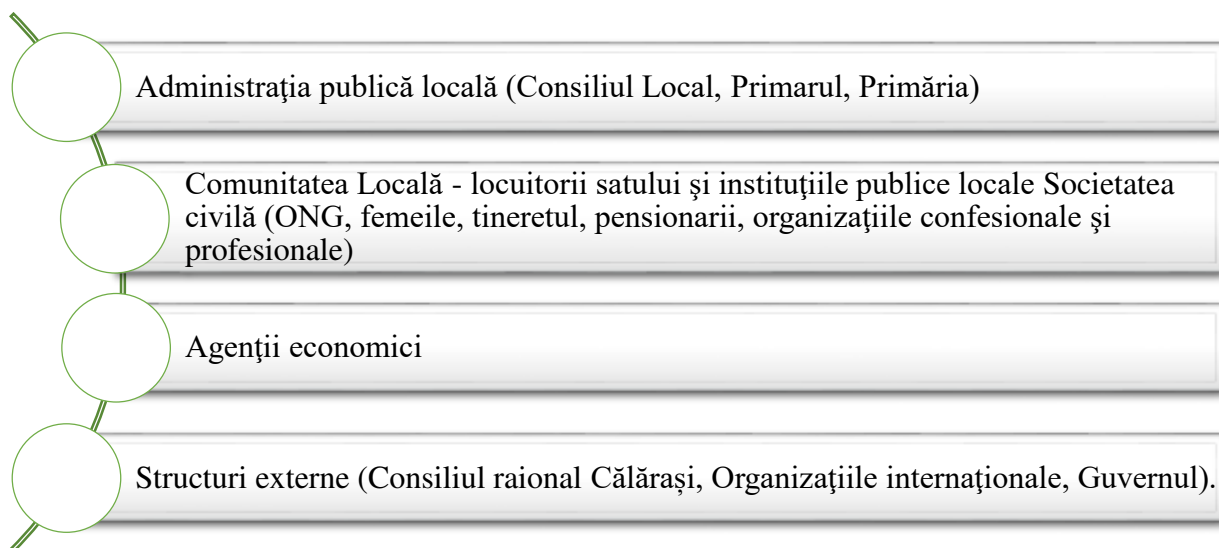 Administraţia publică locală (Consiliul Local, Primarul, Primăria)
Comunitatea Locală - locuitorii satului şi instituţiile publice locale Societatea
civilă (ONG, femeile, tineretul, pensionarii, organizaţiile confesionale şi
profesionale)
Agenţii economici
Structuri externe (Consiliul raional Călărași, Organizaţiile internaţionale, Guvernul).